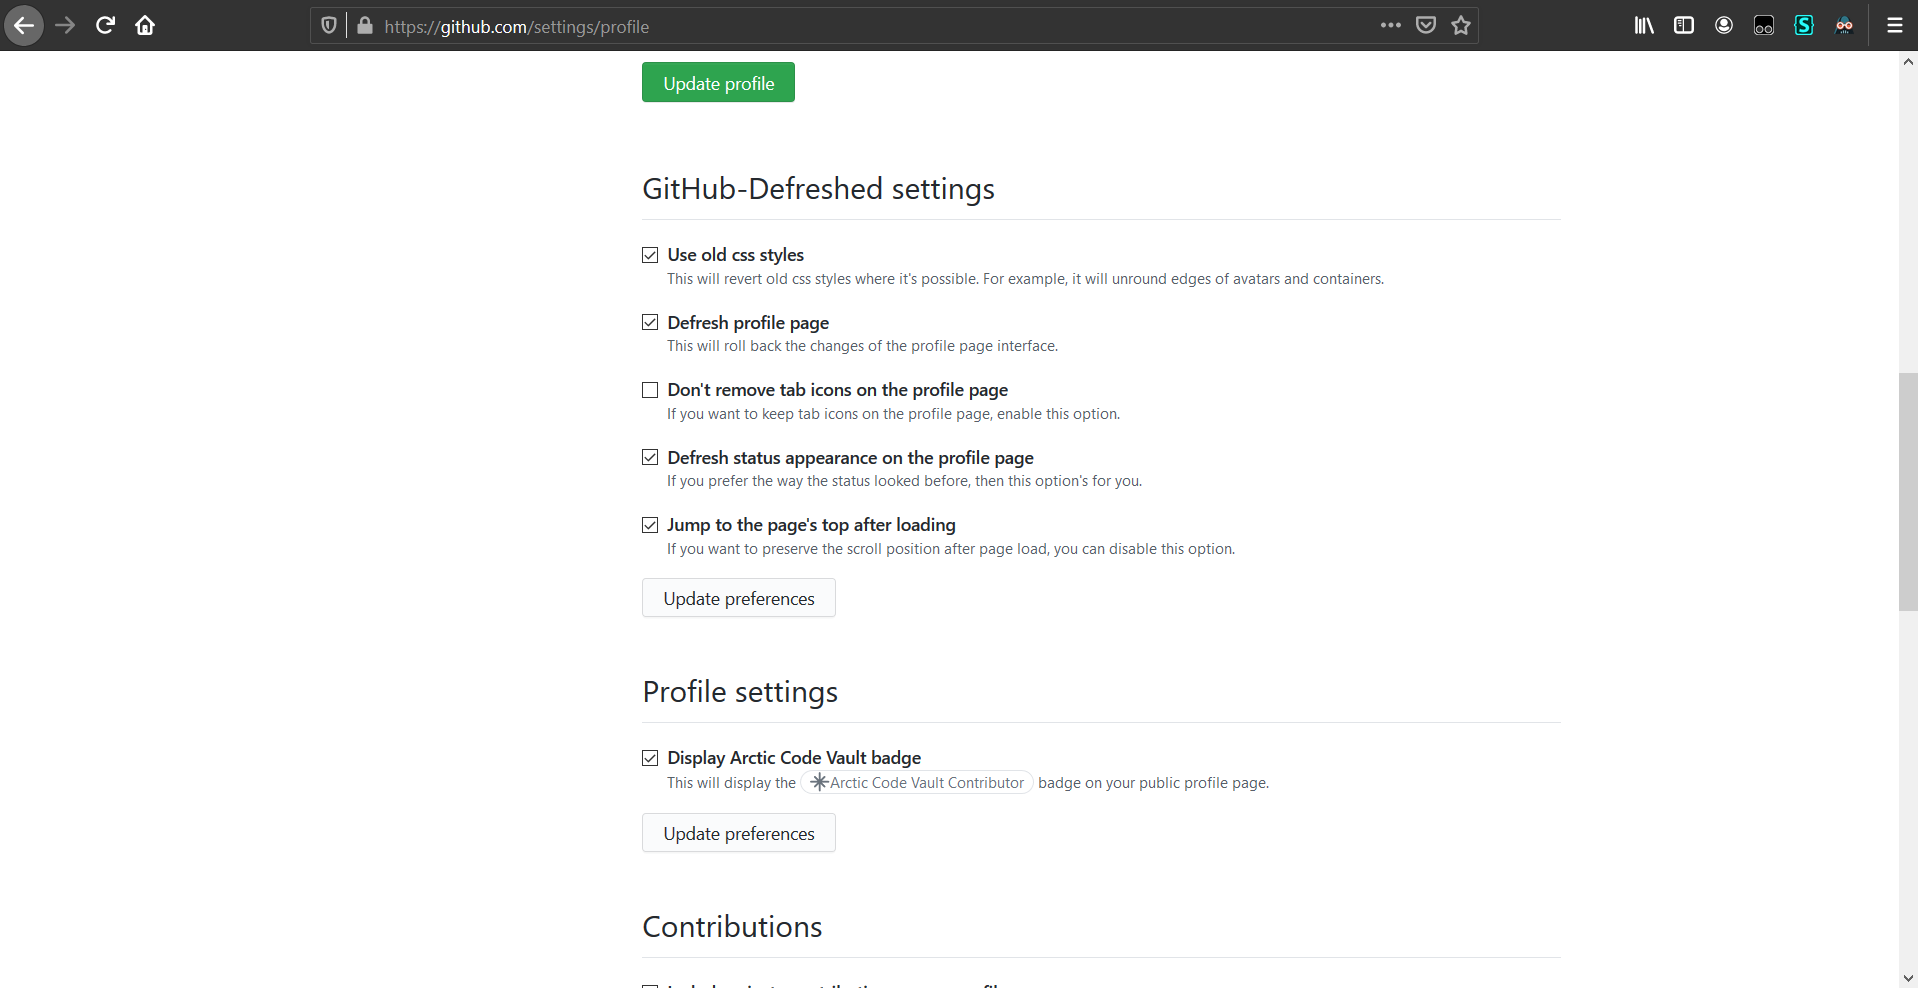 https://github.com/settings/profile
Update profile
GitHub-Defreshed settings
Use old css styles
This will revert old css styles where it's possible. For example, it will unround edges of avatars and containers.
Defresh profile page
This will roll back the changes of the profile page interface.
Don't remove tab icons on the profile page
If you want to keep tab icons on the profile page, enable this option.
Defresh status appearance on the profile page
If you prefer the way the status looked before, then this option's for you.
Jump to the page's top after loading
If you want to preserve the scroll position after page load, you can disable this option.
Update preferences
Profile settings
Display Arctic Code Vault badge
This will display the Arctic Code Vault Contributor badge on your public profile page.
Update preferences
Contributions